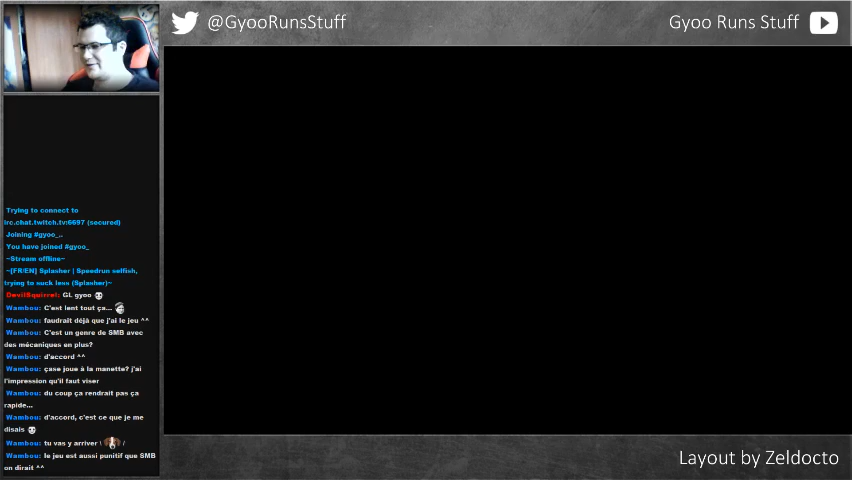 @GyooRunsStuff
Gyoo Runs Stuff
Trying to connect to
irc.chat.twitch.tv:6697 (secured)
Joining #gyoo_..
You have joined #gyoo_
~Stream offline~
~[FR/EN] Splasher | Speedrun selfish,
trying to suck less (Splasher)~
DevilSquirrel: GL gyoo
Wambou: C'est lent tout ça...
Wambou: faudrait déjà que j'ai le jeu ^^
Wambou: C'est un genre de SMB avec
des mécaniques en plus?
Wambou: d'accord ^^
Wambou: çase joue à la manette? j'ai
l'impression qu'il faut viser
Wambou: du coup ça rendrait pas ça
rapide...
Wambou: d'accord, c'est ce que je me
disais
Wambou: tu vas y arriver \ /
Wambou: le jeu est aussi punitif que SMB
on dirait ^^
Layout by Zeldocto